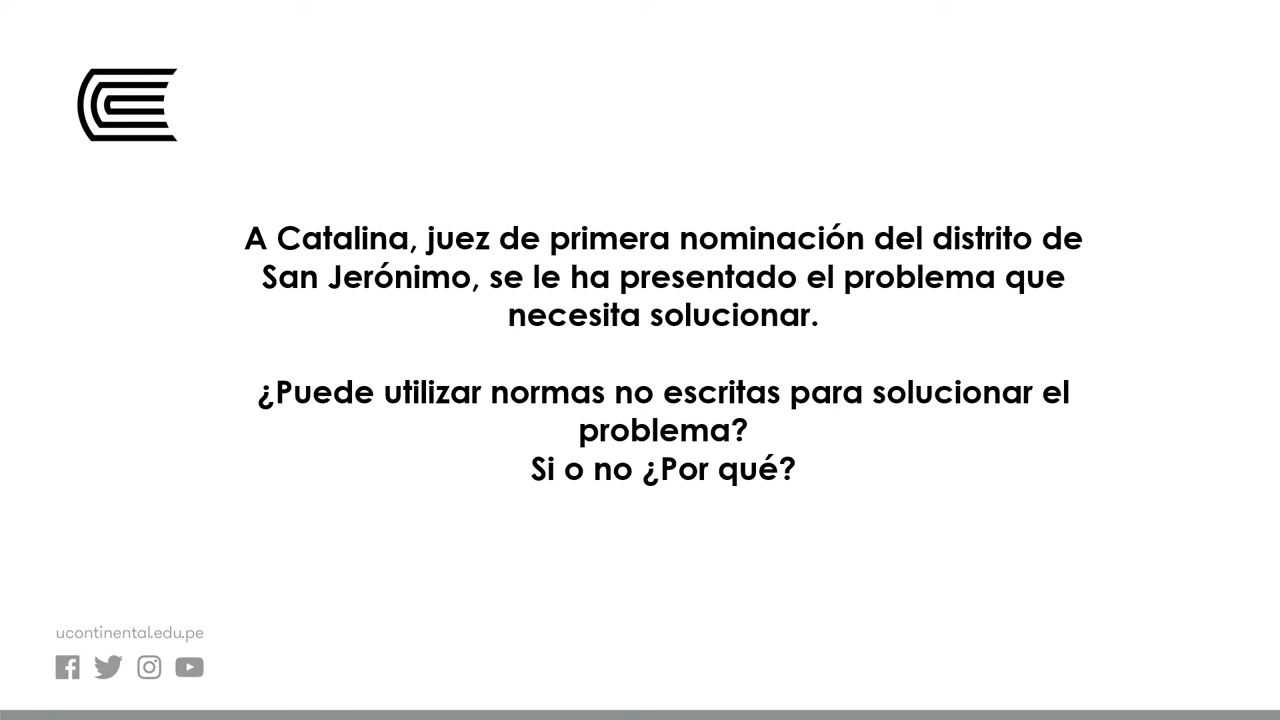 A Catalina, juez de primera nominación del distrito de
San Jerónimo, se le ha presentado el problema que
necesita solucionar.
¿Puede utilizar normas no escritas para solucionar el
problema?
Si o no ¿Por qué?
ucontinental.edu.pe